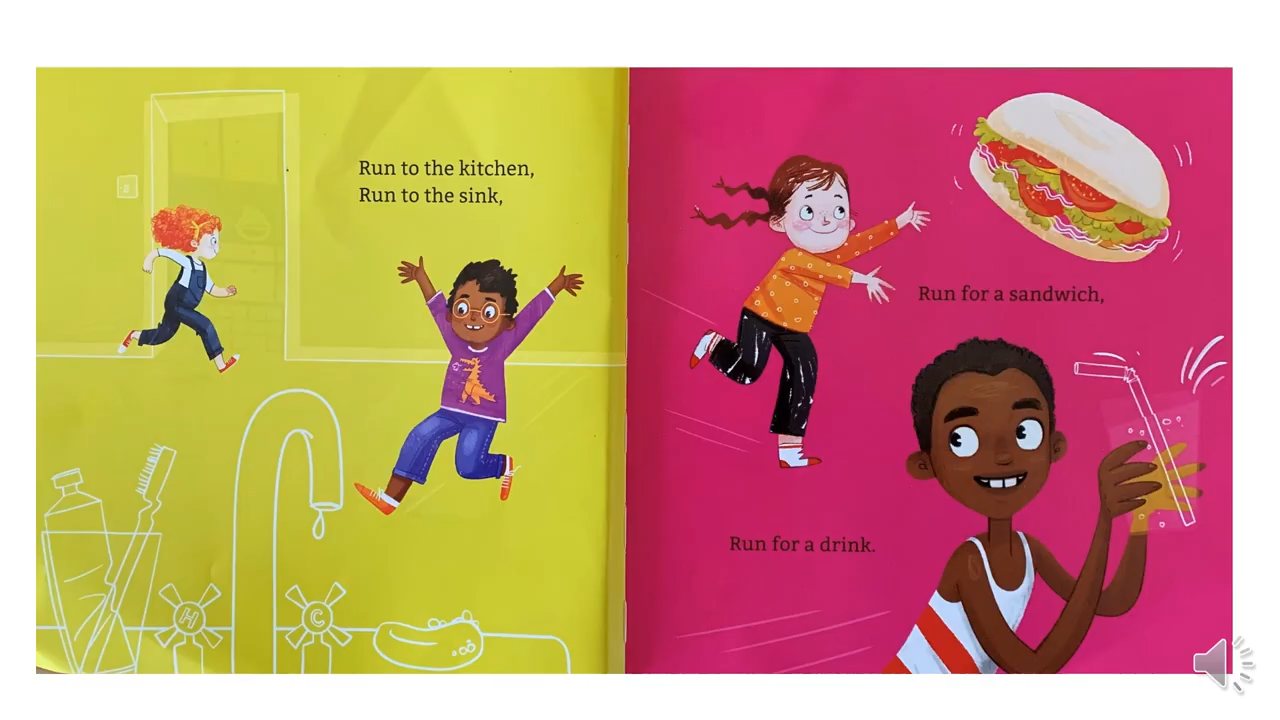 Run to the kitchen,
Run to the sink,
H
C
Run for a sandwich,
Run for a drink.